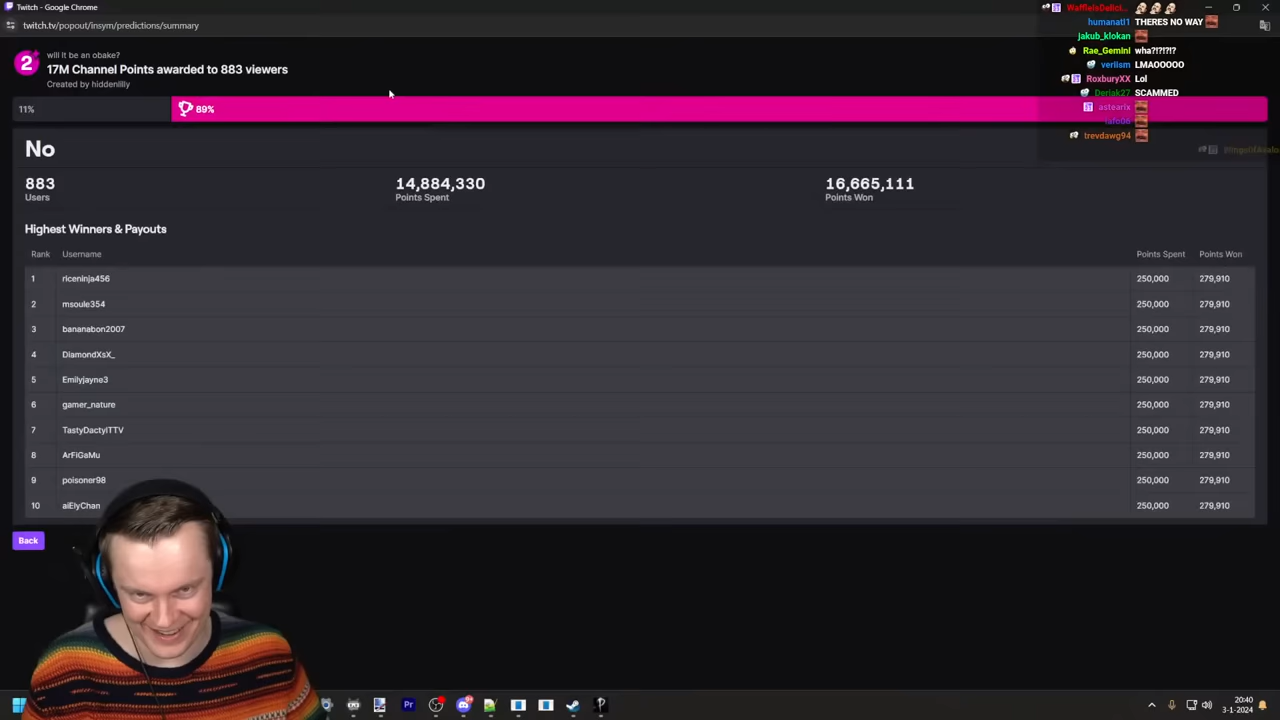 Twitch - Google Chrome
twitch.tv/popout/insym/predictions/summary
2
will it be an obake?
17M Channel Points awarded to 883 viewers
Created by hiddenlilly
11%
89%
No
883
14,884,330
16,665,111
Users
Points Spent
Points Won
Highest Winners & Payouts
Rank Username Points Spent Points Won
1 riceninja456 250,000 279,910
2 msoule354 250,000 279,910
3 bananabon2007 250,000 279,910
4 DiamondXsX_ 250,000 279,910
5 Emilyjayne3 250,000 279,910
6 gamer_nature 250,000 279,910
7 TastyDactylTTV 250,000 279,910
8 ArFiGaMu 250,000 279,910
9 poisoner98 250,000 279,910
10 aiElyChan 250,000 279,910
Back
humanatl1 THERES NO WAY
jakub_klokan
Rae_Gemini wha?!?!?!?
veriism LMAOOOOO
RoxburyXX Lol
Deriak27 SCAMMED
astearix
trevdawg94
Pr
20:40
3-1-2024